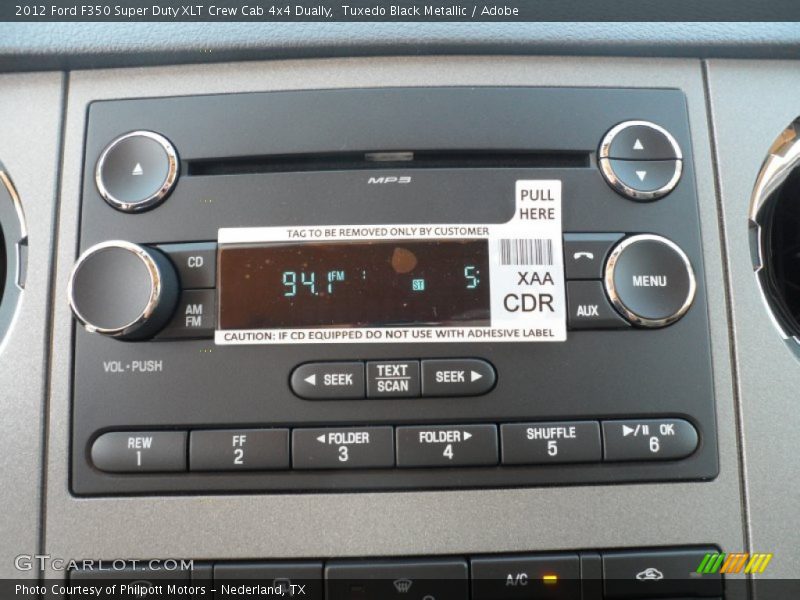 2012 Ford F350 Super Duty XLT Crew Cab 4x4 Dually,  Tuxedo Black Metallic / Adobe
MP3
PULL
HERE
TAG TO BE REMOVED ONLY BY CUSTOMER
CD
AM
FM
94.1 FM
ST
5:
XAA
CDR
AUX
MENU
CAUTION: IF CD EQUIPPED DO NOT USE WITH ADHESIVE LABEL
VOL-PUSH
SEEK
TEXT
SCAN
SEEK
REW
1
FF
2
FOLDER
3
FOLDER
4
SHUFFLE
5
OK
6
A/C
GTCARLOT.COM
Photo Courtesy of Philpott Motors - Nederland, TX